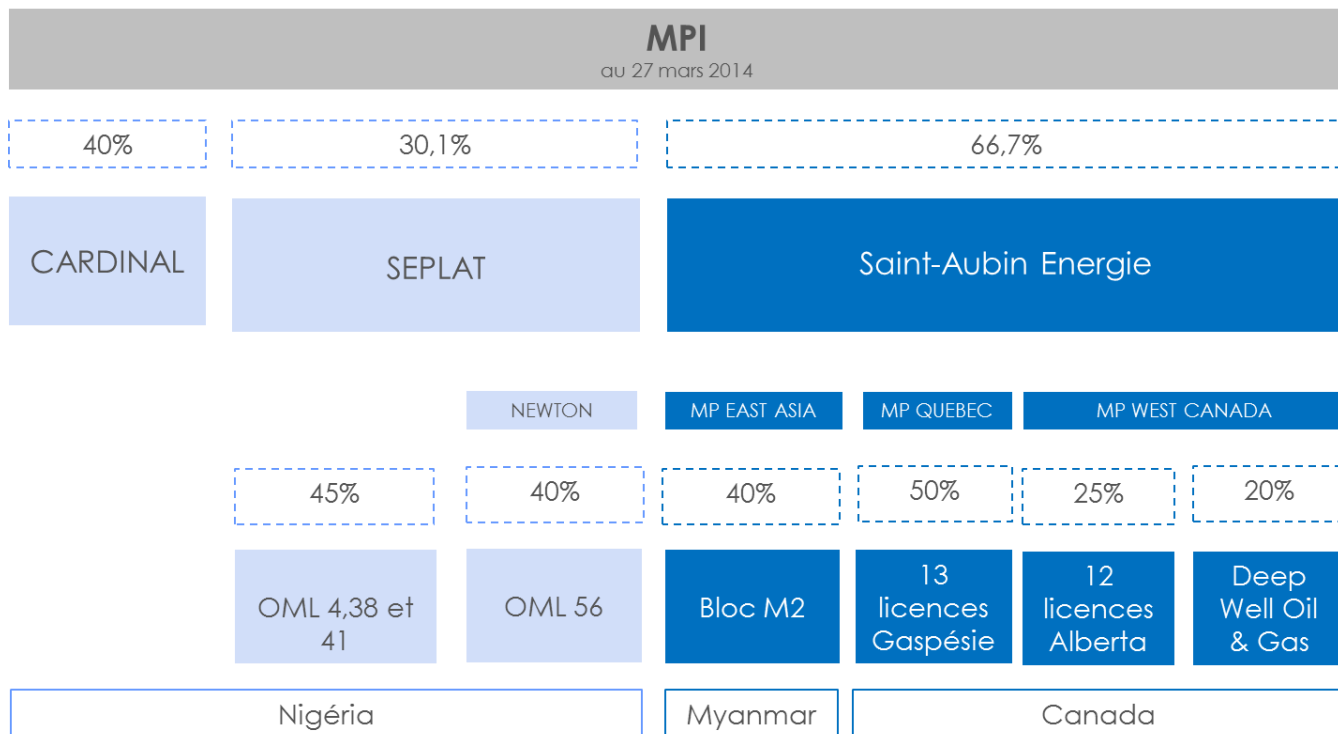 MPI
au 27 mars 2014
40%
30,1%
66,7%
CARDINAL
SEPLAT
Saint-Aubin Energie
NEWTON
MP EAST ASIA
MP QUEBEC
MP WEST CANADA
45%
40%
40%
50%
25%
20%
OML 4,38 et
41
OML 56
Bloc M2
13
licences
Gaspésie
12
licences
Alberta
Deep
Well Oil
& Gas
Nigéria
Myanmar
Canada